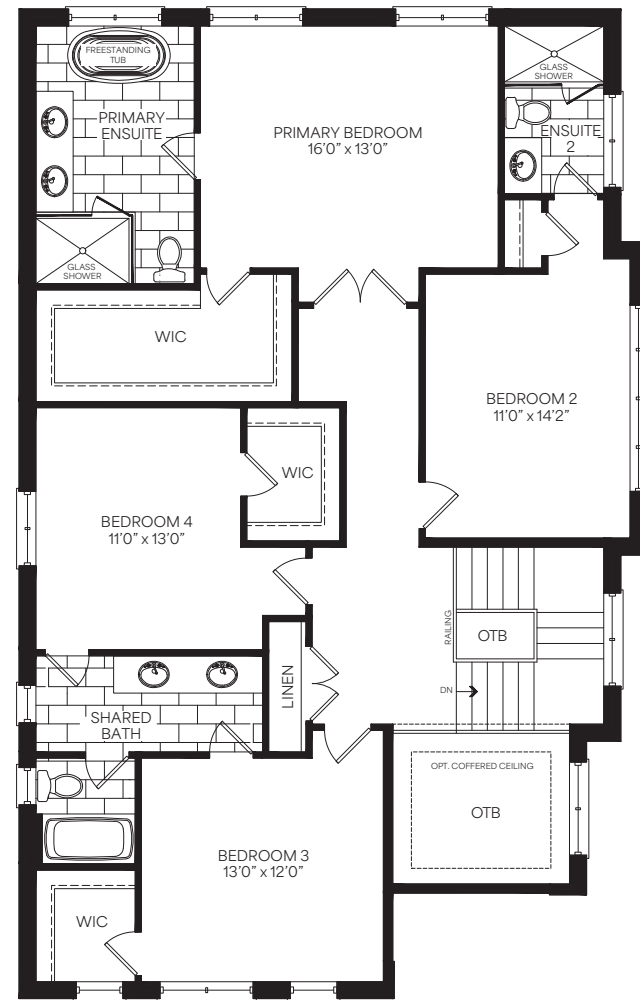 FREESTANDING
TUB
PRIMARY
ENSUITE
PRIMARY BEDROOM
16'0" x 13'0"
GLASS
SHOWER
ENSUITE
2
GLASS
SHOWER
WIC
BEDROOM 2
11'0" x 14'2"
WIC
BEDROOM 4
11'0" x 13'0"
RAILING
OTB
LINEN
DN
SHARED
BATH
OPT. COFFERED CEILING
OTB
BEDROOM 3
13'0" x 12'0"
WIC